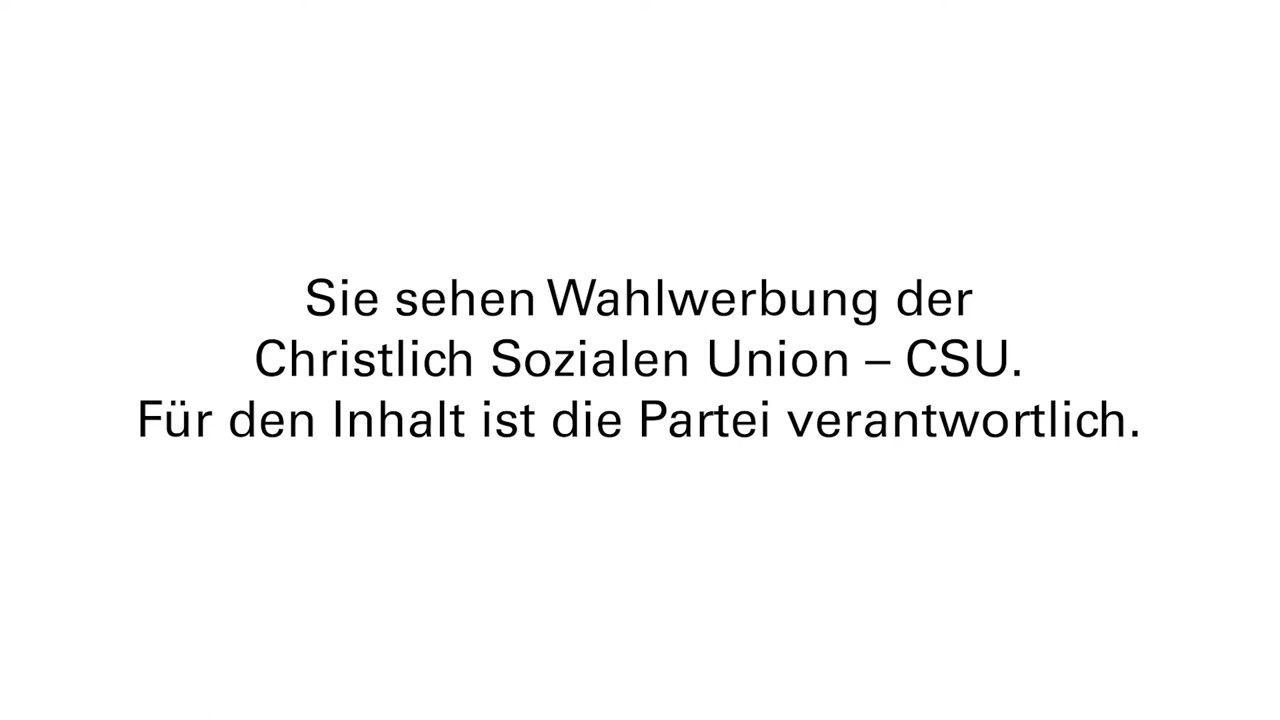 Sie sehen Wahlwerbung der
Christlich Sozialen Union – CSU.
Für den Inhalt ist die Partei verantwortlich.